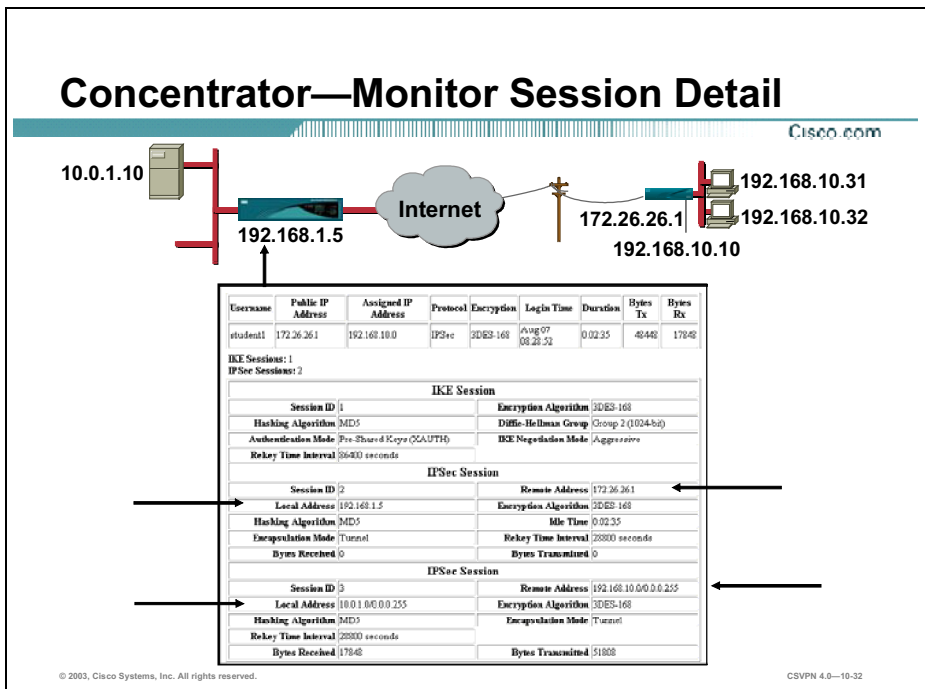 Concentrator—Monitor Session Detail
Cisco.com
10.0.1.10
Internet
192.168.1.5
172.26.26.1
192.168.10.10
192.168.10.31
192.168.10.32
Username Public IP Address Assigned IP Address Protocol Encryption Login Time Duration Bytes Tx Bytes Rx
student1 172.26.26.1 192.168.10.0 IPSec 3DES-168 Aug 07 08:28:52 0:02:35 48448 17848
IKE Sessions: 1
IPSec Sessions: 2
IKE Session
Session ID 1 Encryption Algorithm 3DES-168
Hashing Algorithm MD5 Diffie-Hellman Group Group 2 (1024-bit)
Authentication Mode Pre-Shared Keys (XAUTH) IKE Negotiation Mode Aggressive
Rekey Time Interval 86400 seconds
IPSec Session
Session ID 2 Remote Address 172.26.26.1
Local Address 192.168.1.5 Encryption Algorithm 3DES-168
Hashing Algorithm MD5 Idle Time 0:02:35
Encapsulation Mode Tunnel Rekey Time Interval 28800 seconds
Bytes Received 0 Bytes Transmitted 0
IPSec Session
Session ID 3 Remote Address 192.168.10.0/0.0.0.255
Local Address 10.0.1.0/0.0.0.255 Encryption Algorithm 3DES-168
Hashing Algorithm MD5 Encapsulation Mode Tunnel
Rekey Time Interval 28800 seconds
Bytes Received 17848 Bytes Transmitted 51808
© 2003, Cisco Systems, Inc. All rights reserved.
CSVPN 4.0—10-32